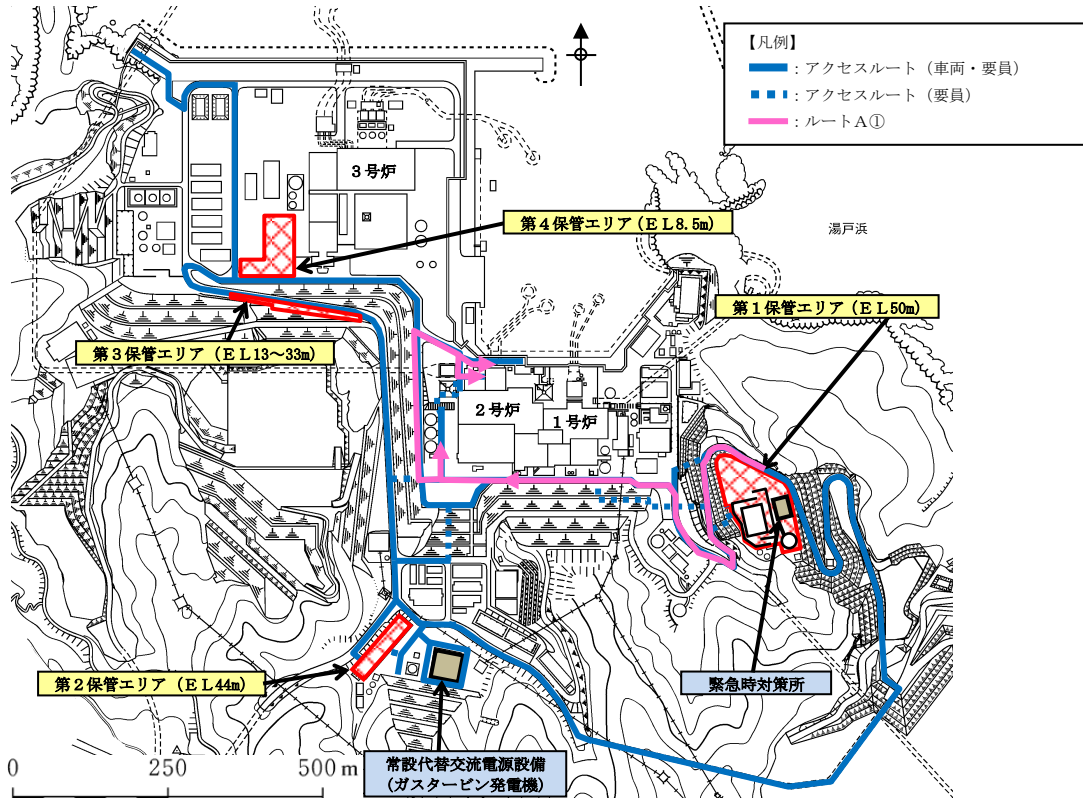 【凡例】
：アクセスルート（車両・要員）
：アクセスルート（要員）
：ルートA①
3号炉
第4保管エリア（EL8.5m）
湯戸浜
第1保管エリア（EL50m）
第3保管エリア（EL13～33m）
2号炉
1号炉
第2保管エリア（EL44m）
緊急時対策所
常設代替交流電源設備
(ガスタービン発電機)
0 250 500 m